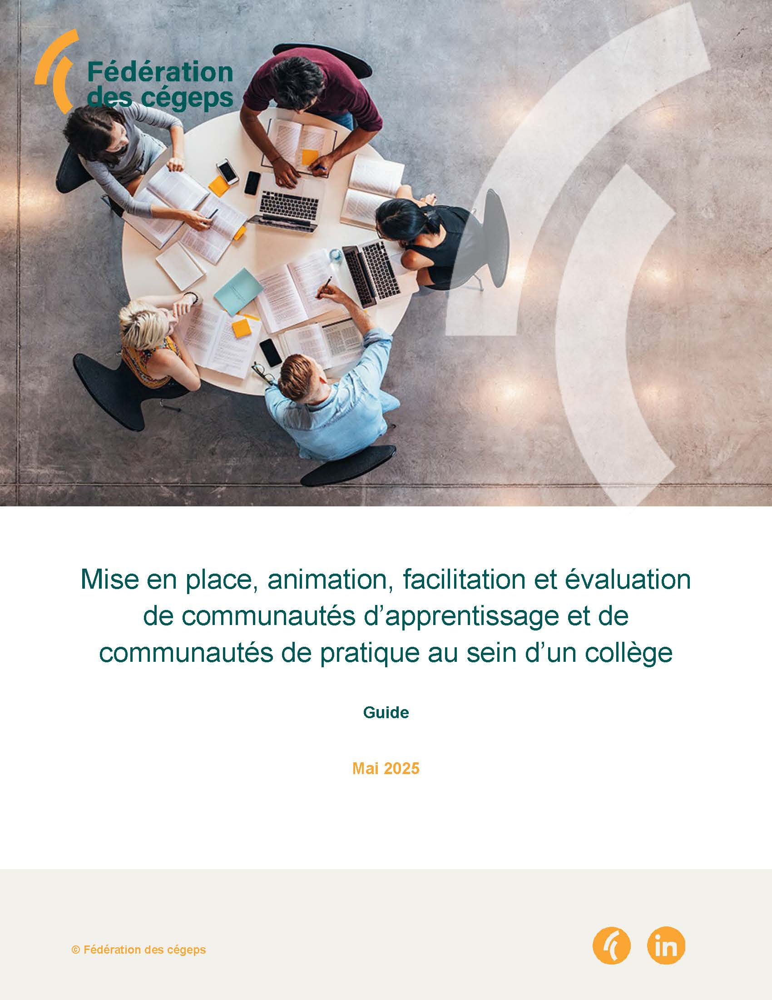 Fédération
des cégeps
Mise en place, animation, facilitation et évaluation
de communautés d’apprentissage et de
communautés de pratique au sein d’un collège
Guide
Mai 2025
© Fédération des cégeps
in